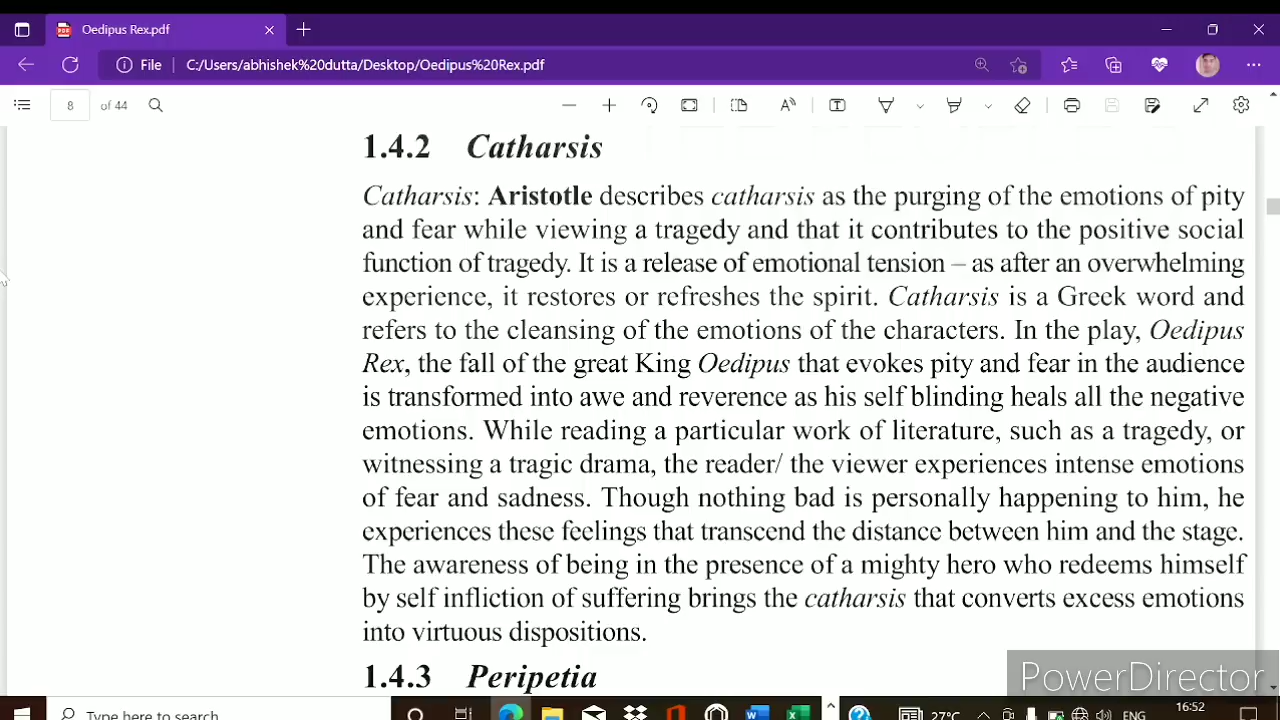 Oedipus Rex.pdf
File C:/Users/abhishek%20dutta/Desktop/Oedipus%20Rex.pdf
8 of 44
1.4.2 Catharsis
Catharsis: Aristotle describes catharsis as the purging of the emotions of pity
and fear while viewing a tragedy and that it contributes to the positive social
function of tragedy. It is a release of emotional tension – as after an overwhelming
experience, it restores or refreshes the spirit. Catharsis is a Greek word and
refers to the cleansing of the emotions of the characters. In the play, Oedipus
Rex, the fall of the great King Oedipus that evokes pity and fear in the audience
is transformed into awe and reverence as his self blinding heals all the negative
emotions. While reading a particular work of literature, such as a tragedy, or
witnessing a tragic drama, the reader/ the viewer experiences intense emotions
of fear and sadness. Though nothing bad is personally happening to him, he
experiences these feelings that transcend the distance between him and the stage.
The awareness of being in the presence of a mighty hero who redeems himself
by self infliction of suffering brings the catharsis that converts excess emotions
into virtuous dispositions.
1.4.3 Peripetia
PowerDirector
Type here to search 27°C ENG 16:52